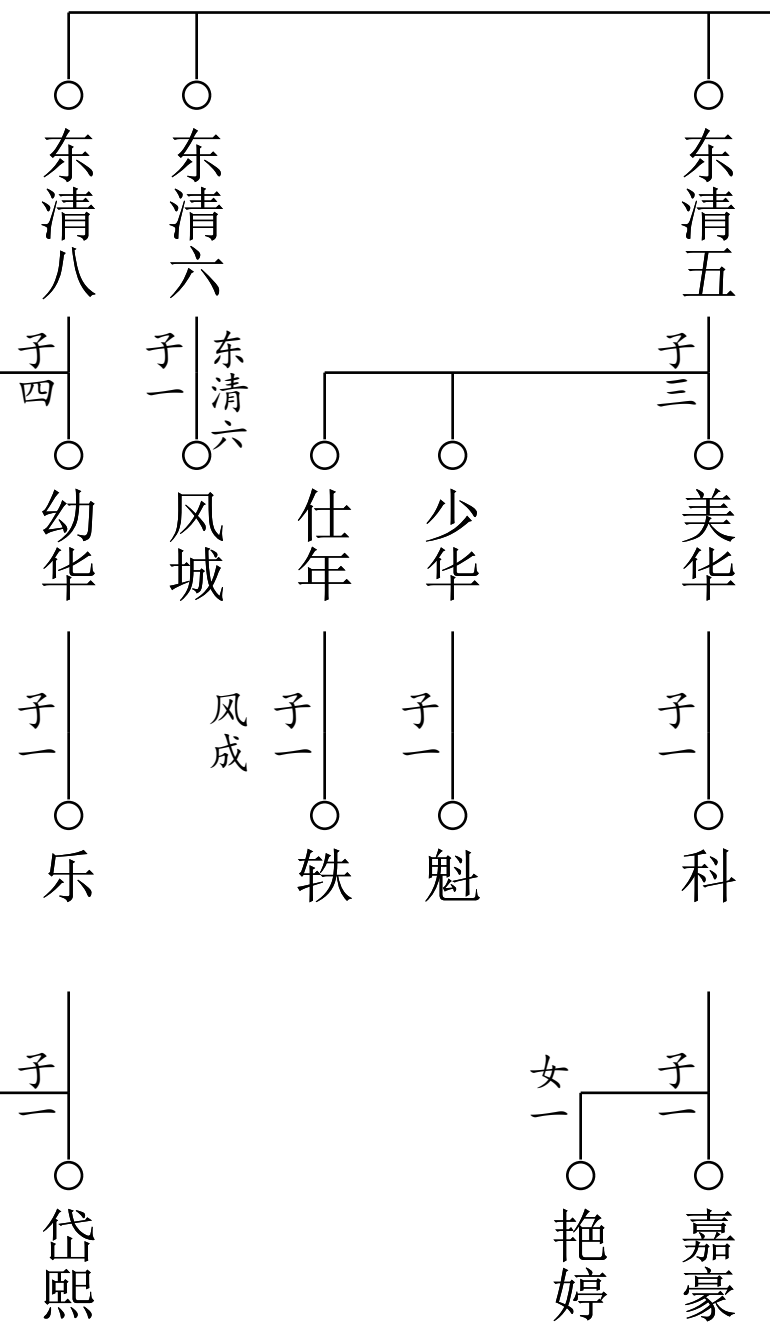 东清五
东清六
东清八
子三
东清六
子一
子四
美华
少华
仕年
风城
幼华
子一
子一
子一
风成
子一
科
魁
轶
乐
子一
女一
子一
嘉豪
艳婷
岱熙